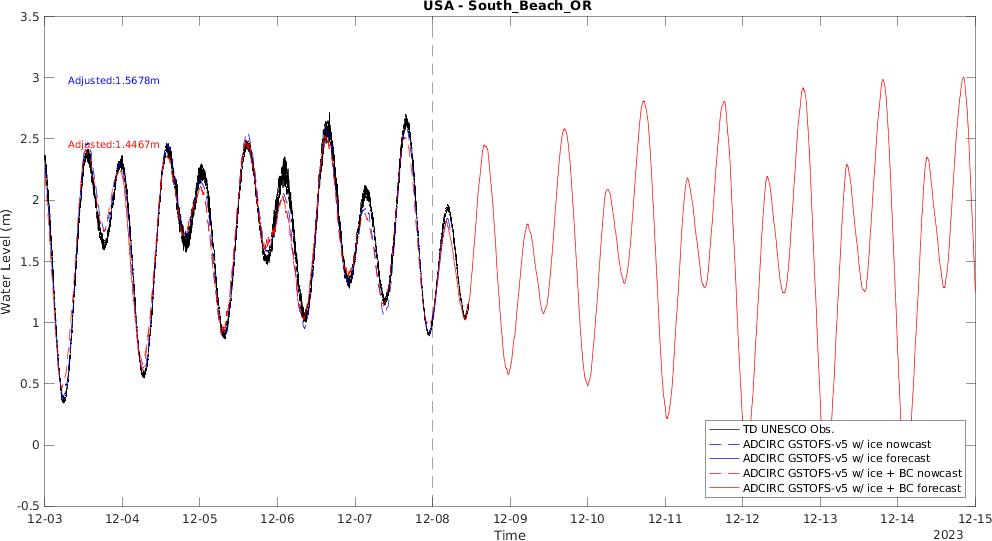 USA - South_Beach_OR
3.5
3
2.5
2
1.5
1
0.5
0
-0.5
Water Level (m)
Adjusted:1.5678m
Adjusted:1.4467m
TD UNESCO Obs.
ADCIRC GSTOFS-v5 w/ ice nowcast
ADCIRC GSTOFS-v5 w/ ice forecast
ADCIRC GSTOFS-v5 w/ ice + BC nowcast
ADCIRC GSTOFS-v5 w/ ice + BC forecast
12-03 12-04 12-05 12-06 12-07 12-08 12-09 12-10 12-11 12-12 12-13 12-14 12-15
Time
2023